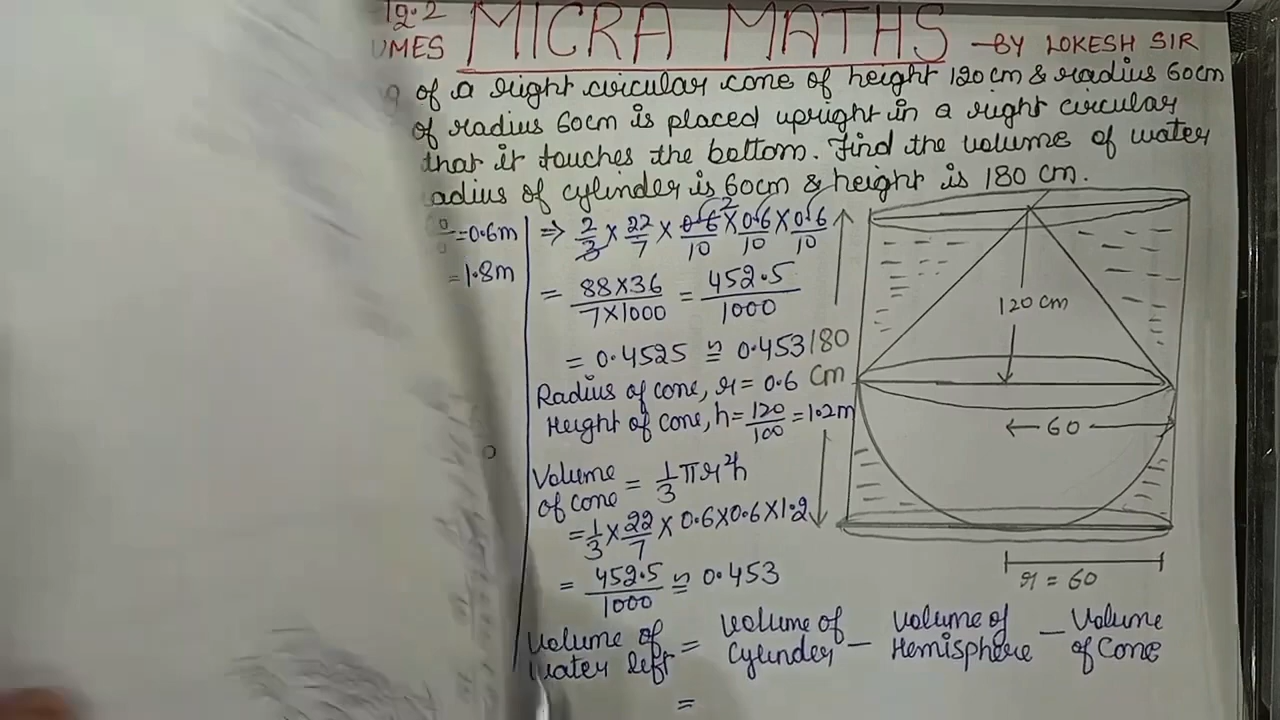 12.2
UMES MICRA MATHS -BY LOKESH SIR
g of a right circular cone of height 120cm & radius 60cm
of radius 60cm is placed upright in a right circular
that it touches the bottom. Find the volume of water
adius of cylinder is 60cm & height is 180 cm.
= 0.6m
= 1.8m
⇒ 2/3 × 22/7 × 0.6/10 × 0.6/10 × 0.6/10
2
= 88×36/7×1000 = 452.5/1000
= 0.4525 ≌ 0.453
Radius of cone, r = 0.6
Height of cone, h = 120/100 = 1.2m
Volume of cone = 1/3 πr²h
= 1/3 × 22/7 × 0.6×0.6×1.2
= 452.5/1000 ≌ 0.453
Volume of water left = Volume of Cylinder - Volume of Hemisphere - Volume of Cone
=
180 cm
120 cm
60
r = 60